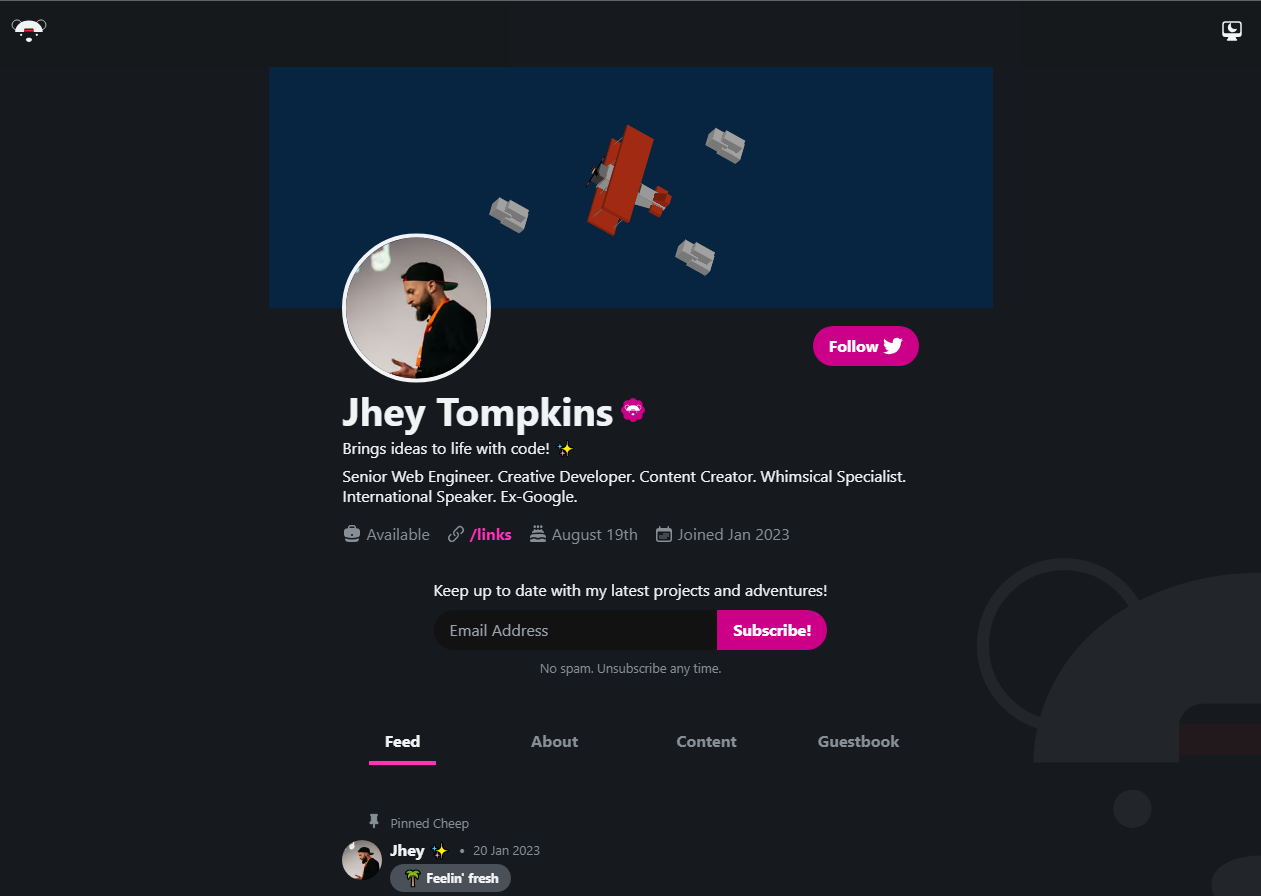 Follow
Jhey Tompkins
Brings ideas to life with code! ✨
Senior Web Engineer. Creative Developer. Content Creator. Whimsical Specialist.
International Speaker. Ex-Google.
Available /links August 19th Joined Jan 2023
Keep up to date with my latest projects and adventures!
Email Address Subscribe!
No spam. Unsubscribe any time.
Feed About Content Guestbook
Pinned Cheep
Jhey ✨ • 20 Jan 2023
🌴 Feelin' fresh